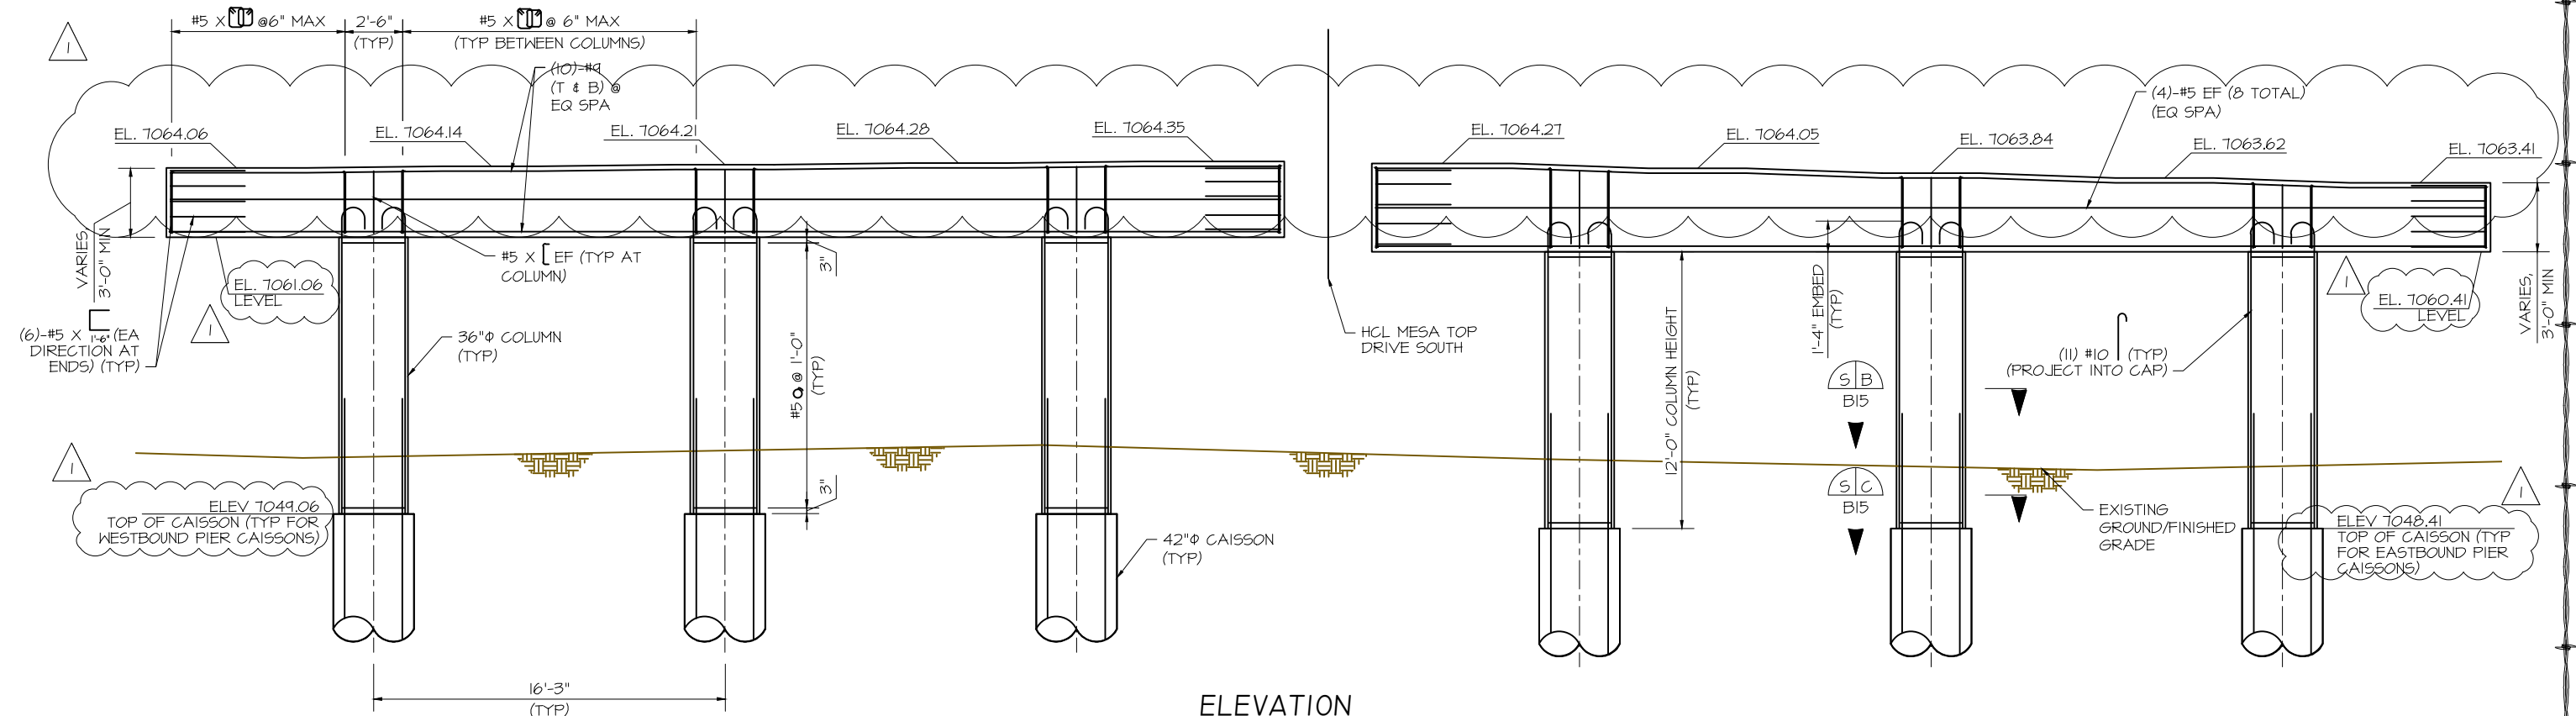 #5 X @6" MAX
2'-6"
(TYP)
#5 X @ 6" MAX
(TYP BETWEEN COLUMNS)
1
(10)-#9
(T & B) @
EQ SPA
(4)-#5 EF (8 TOTAL)
(EQ SPA)
EL. 7064.06
EL. 7064.14
EL. 7064.21
EL. 7064.28
EL. 7064.35
EL. 7064.27
EL. 7064.05
EL. 7063.84
EL. 7063.62
EL. 7063.41
VARIES,
3'-0" MIN
#5 X EF (TYP AT
COLUMN)
3"
EL. 7061.06
LEVEL
1
(6)-#5 X (EA
1'-6"
DIRECTION AT
ENDS) (TYP)
36"Φ COLUMN
(TYP)
#5 @ 1'-0"
(TYP)
HGL MESA TOP
DRIVE SOUTH
12'-0" COLUMN HEIGHT
(TYP)
1'-4" EMBED
(TYP)
(11) #10 (TYP)
(PROJECT INTO CAP)
1
EL. 7060.41
LEVEL
VARIES,
3'-0" MIN
S B
B15
S C
B15
1
ELEV 7049.06
TOP OF CAISSON (TYP FOR
WESTBOUND PIER CAISSONS)
3"
42"Φ CAISSON
(TYP)
EXISTING
GROUND/FINISHED
GRADE
1
ELEV 7048.41
TOP OF CAISSON (TYP
FOR EASTBOUND PIER
CAISSONS)
16'-3"
(TYP)
ELEVATION